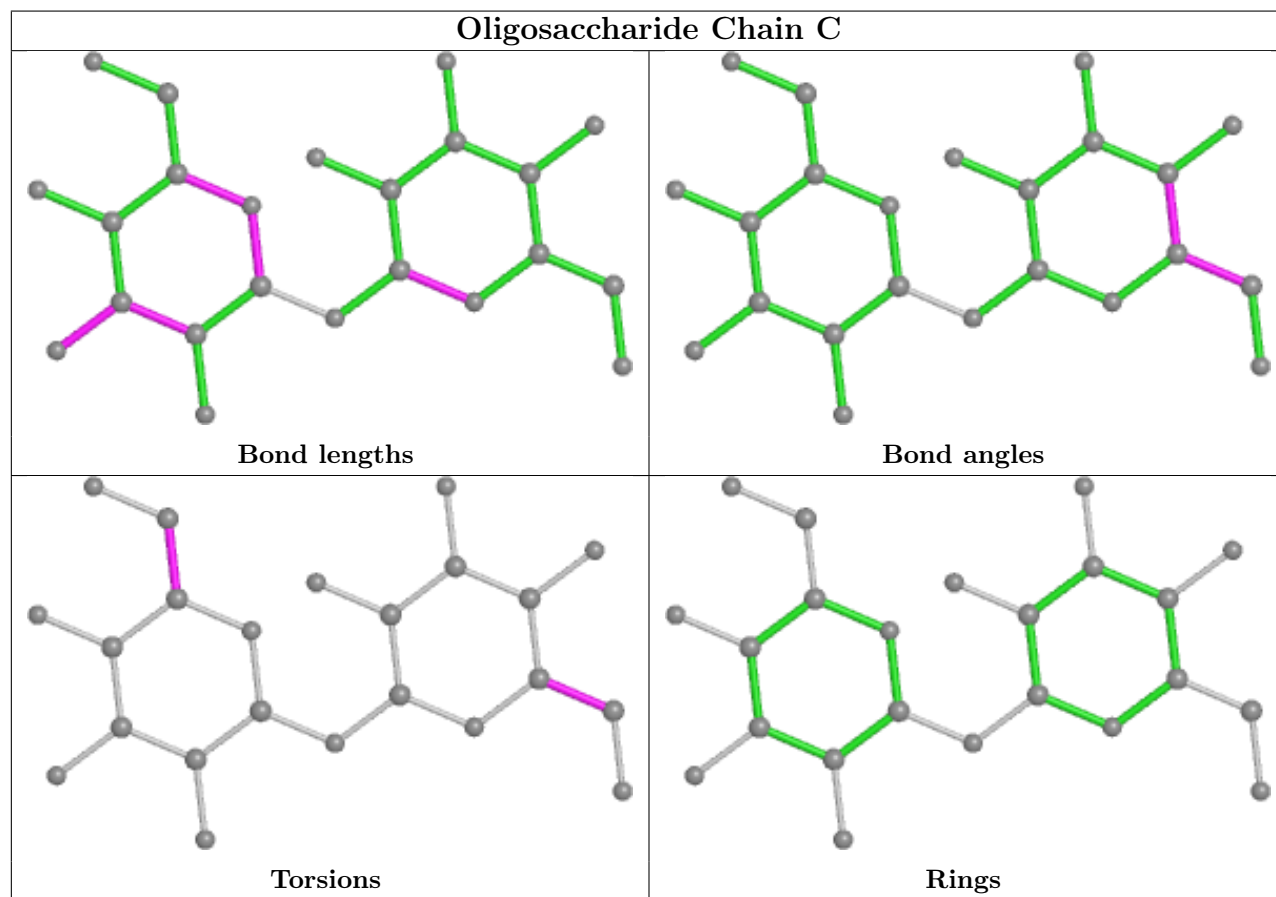 Oligosaccharide Chain C
Bond lengths
Bond angles
Torsions
Rings